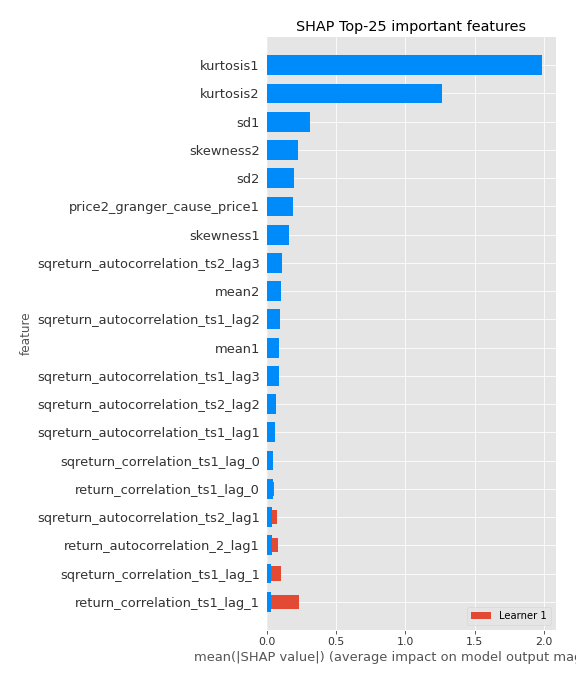 SHAP Top-25 important features
kurtosis1
kurtosis2
sd1
skewness2
sd2
price2_granger_cause_price1
skewness1
sqreturn_autocorrelation_ts2_lag3
mean2
sqreturn_autocorrelation_ts1_lag2
mean1
sqreturn_autocorrelation_ts1_lag3
sqreturn_autocorrelation_ts2_lag2
sqreturn_autocorrelation_ts1_lag1
sqreturn_correlation_ts1_lag_0
return_correlation_ts1_lag_0
sqreturn_autocorrelation_ts2_lag1
return_autocorrelation_2_lag1
sqreturn_correlation_ts1_lag_1
return_correlation_ts1_lag_1
feature
Learner 1
0.0 0.5 1.0 1.5 2.0
mean(|SHAP value|) (average impact on model output mag